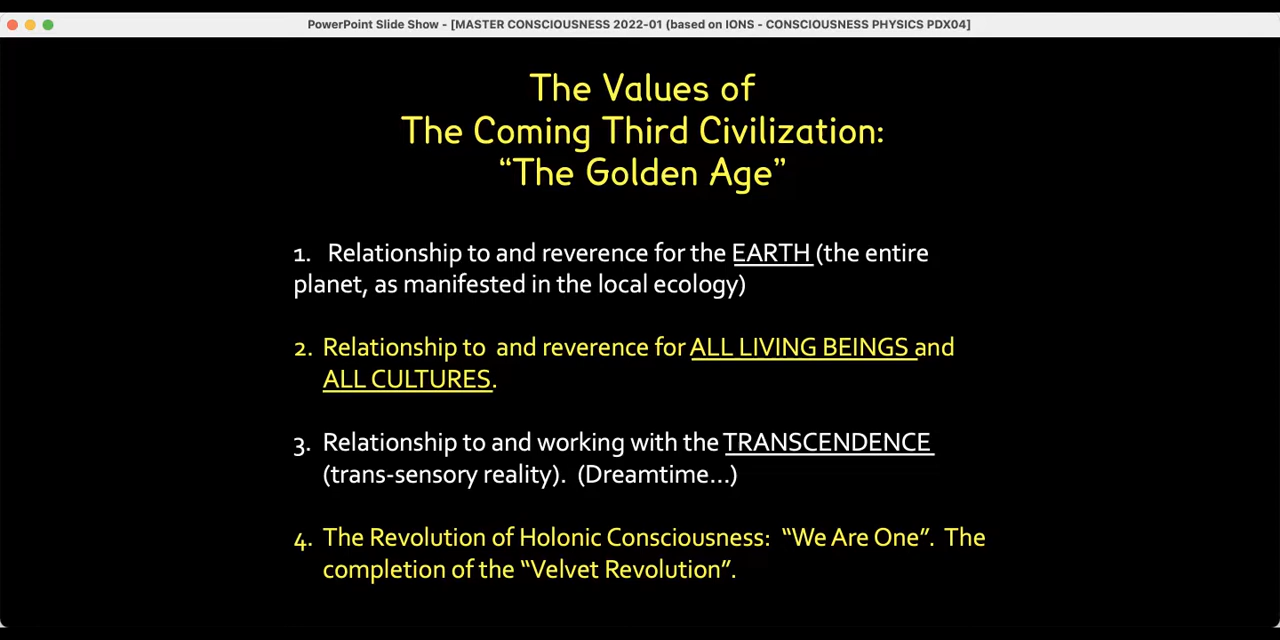 PowerPoint Slide Show - [MASTER CONSCIOUSNESS 2022-01 (based on IONS - CONSCIOUSNESS PHYSICS PDX04]
The Values of
The Coming Third Civilization:
“The Golden Age”
1. Relationship to and reverence for the EARTH (the entire
planet, as manifested in the local ecology)
2. Relationship to and reverence for ALL LIVING BEINGS and
ALL CULTURES.
3. Relationship to and working with the TRANSCENDENCE
(trans-sensory reality). (Dreamtime...)
4. The Revolution of Holonic Consciousness: “We Are One”. The
completion of the “Velvet Revolution”.